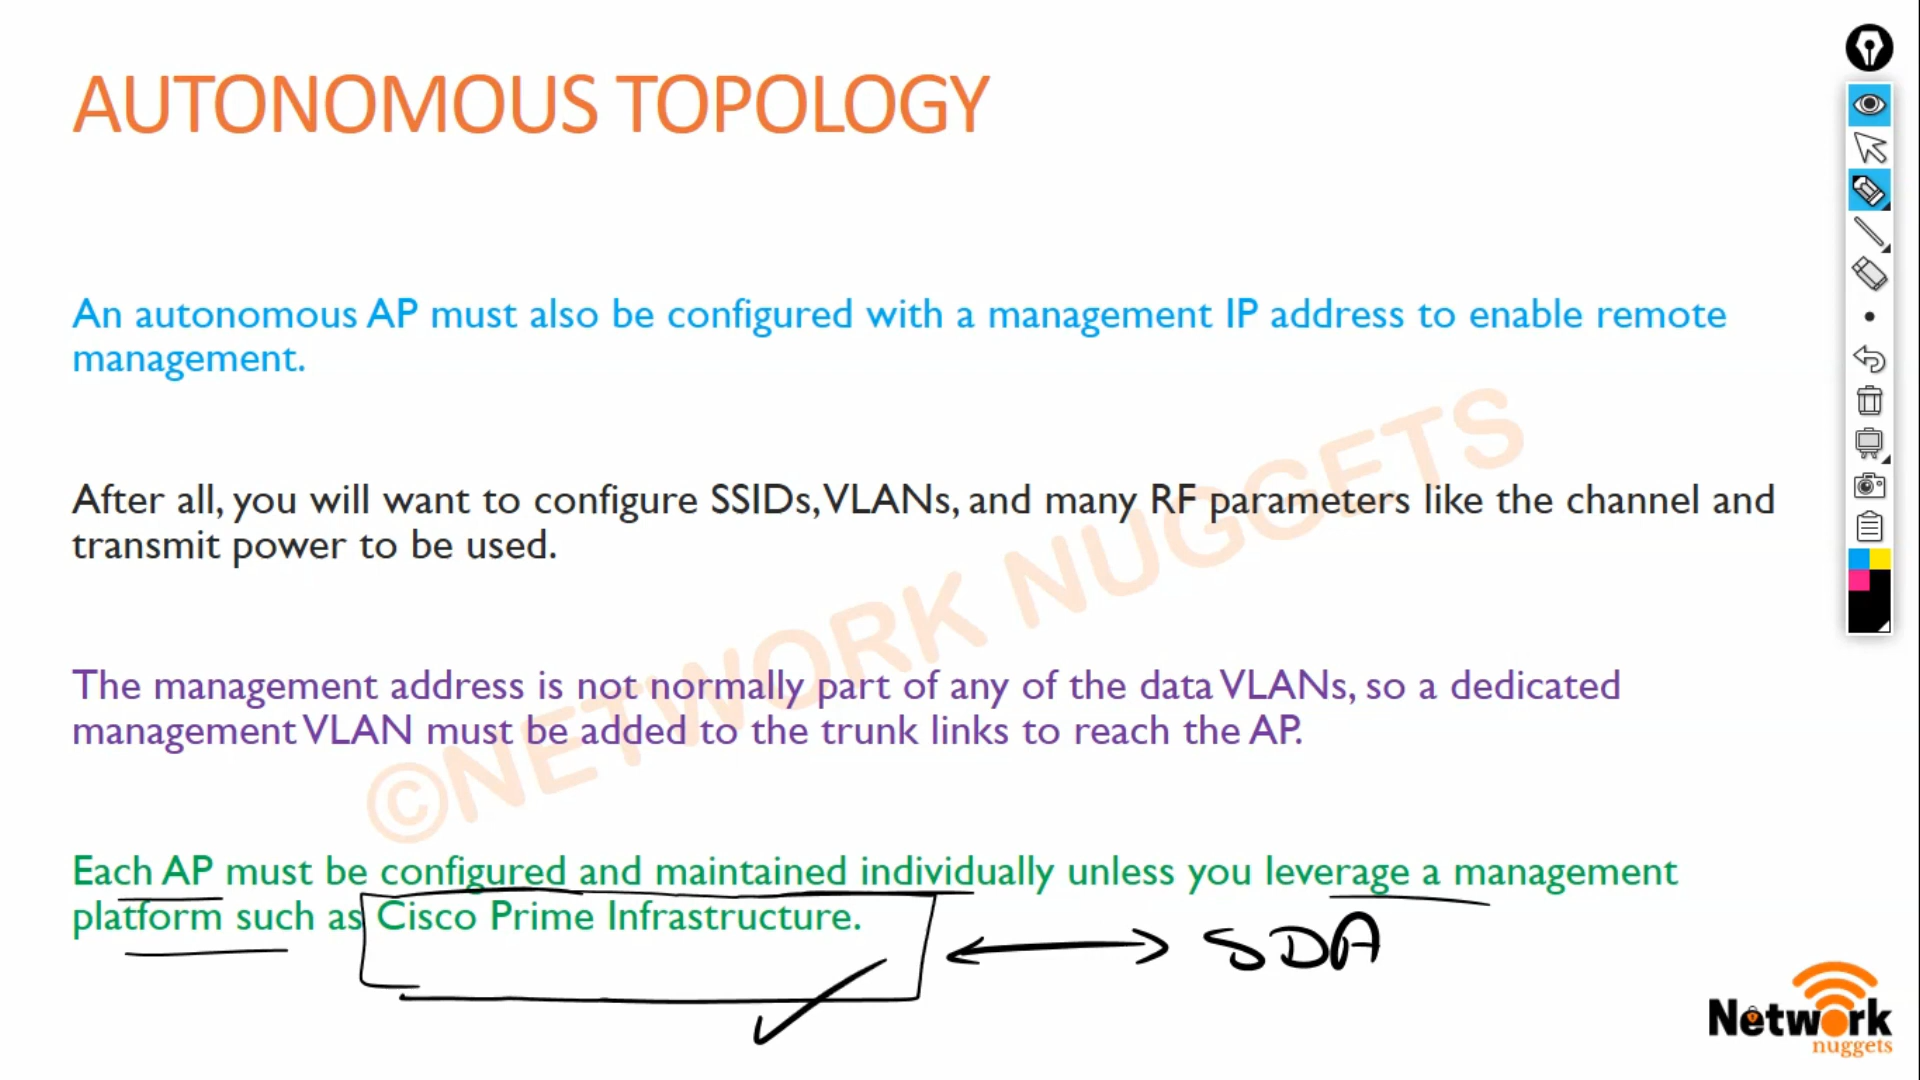 AUTONOMOUS TOPOLOGY
An autonomous AP must also be configured with a management IP address to enable remote
management.
After all, you will want to configure SSIDs, VLANs, and many RF parameters like the channel and
transmit power to be used.
The management address is not normally part of any of the data VLANs, so a dedicated
management VLAN must be added to the trunk links to reach the AP.
Each AP must be configured and maintained individually unless you leverage a management
platform such as Cisco Prime Infrastructure.
SDA
©NETWORK NUGGETS
Network
nuggets